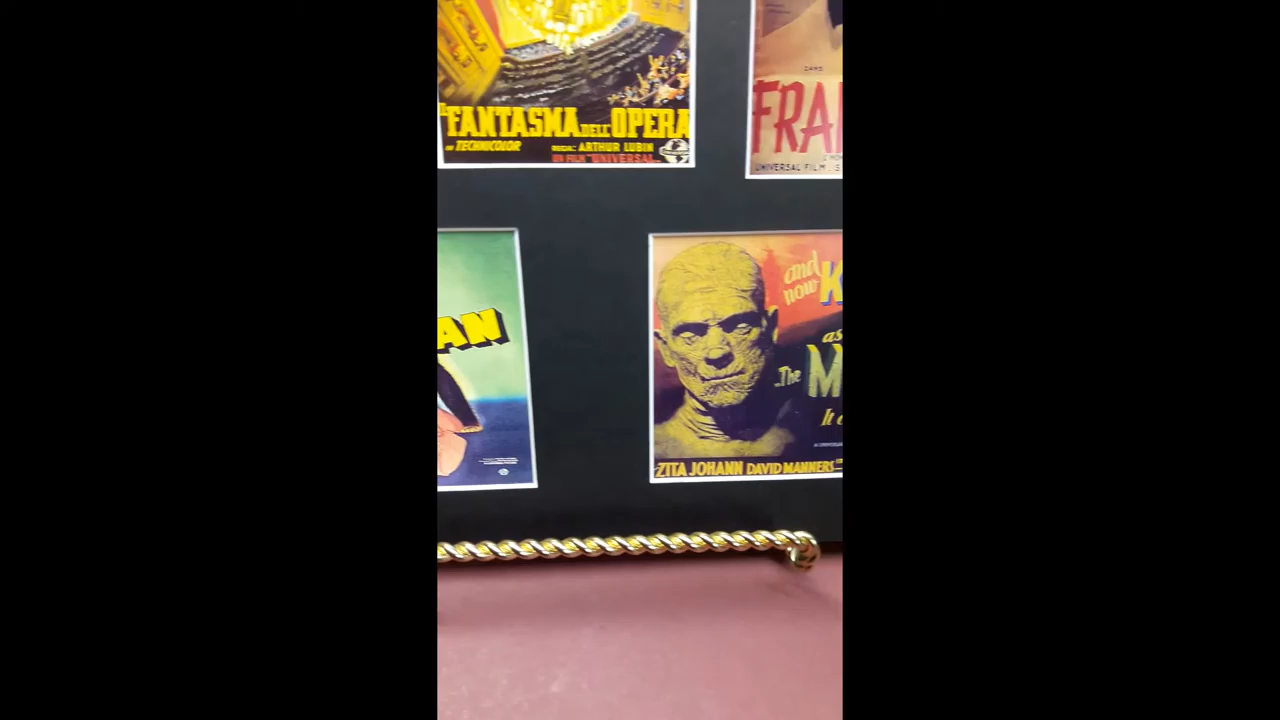 FANTASMA DELL' OPERA
IN TECHNICOLOR
REGIA: ARTHUR LUBIN
UN FILM "UNIVERSAL"
DANS
FRA
UNIVERSAL FILM
AN
and
now K
as
The M
It
ZITA JOHANN DAVID MANNERS